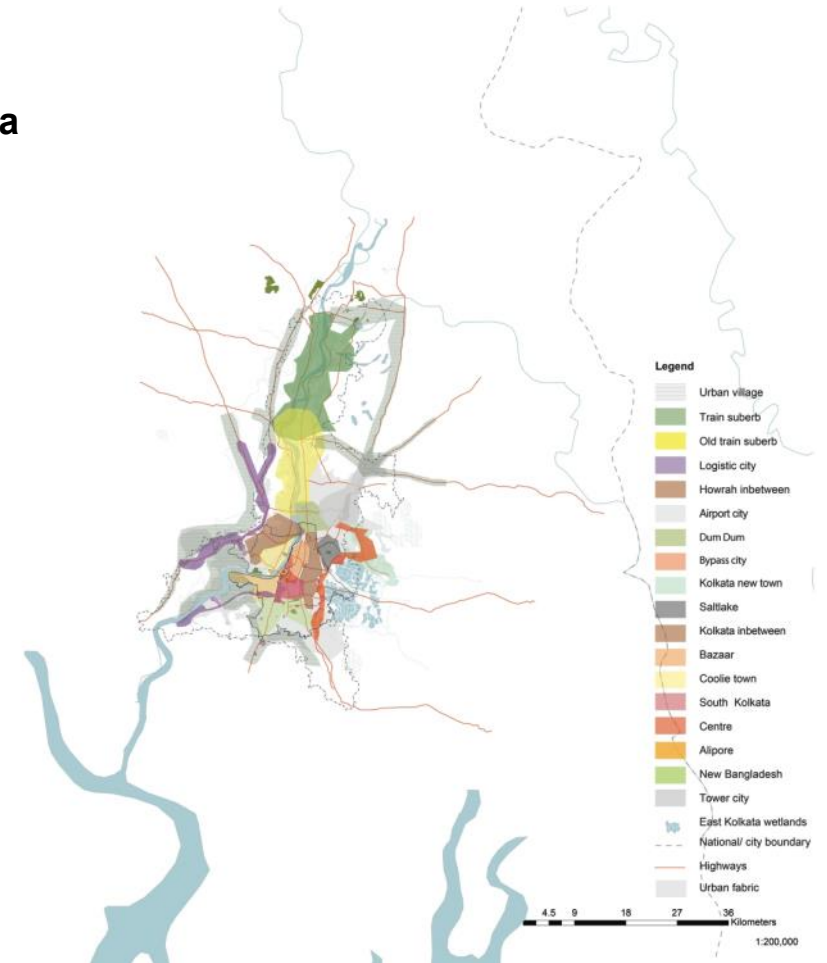 a
Legend
Urban village
Train suberb
Old train suberb
Logistic city
Howrah inbetween
Airport city
Dum Dum
Bypass city
Kolkata new town
Saltlake
Kolkata inbetween
Bazaar
Coolie town
South Kolkata
Centre
Alipore
New Bangladesh
Tower city
East Kolkata wetlands
National/ city boundary
Highways
Urban fabric
4.5 9 18 27 36
Kilometers
1:200,000